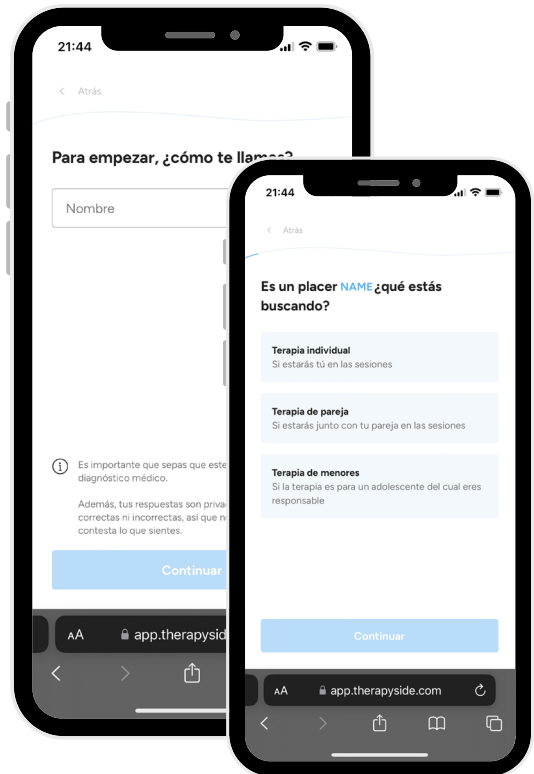 21:44
Atrás
Para empezar, ¿cómo te llamas?
Nombre
Es importante que sepas que este
diagnóstico médico.
Además, tus respuestas son
correctas ni incorrectas, así que
contesta lo que sientes.
Continuar
AA app.therapysid
21:44
Atrás
Es un placer NAME ¿qué estás
buscando?
Terapia individual
Si estarás tú en las sesiones
Terapia de pareja
Si estarás junto con tu pareja en las sesiones
Terapia de menores
Si la terapia es para un adolescente del cual eres
responsable
Continuar
AA app.therapyside.com